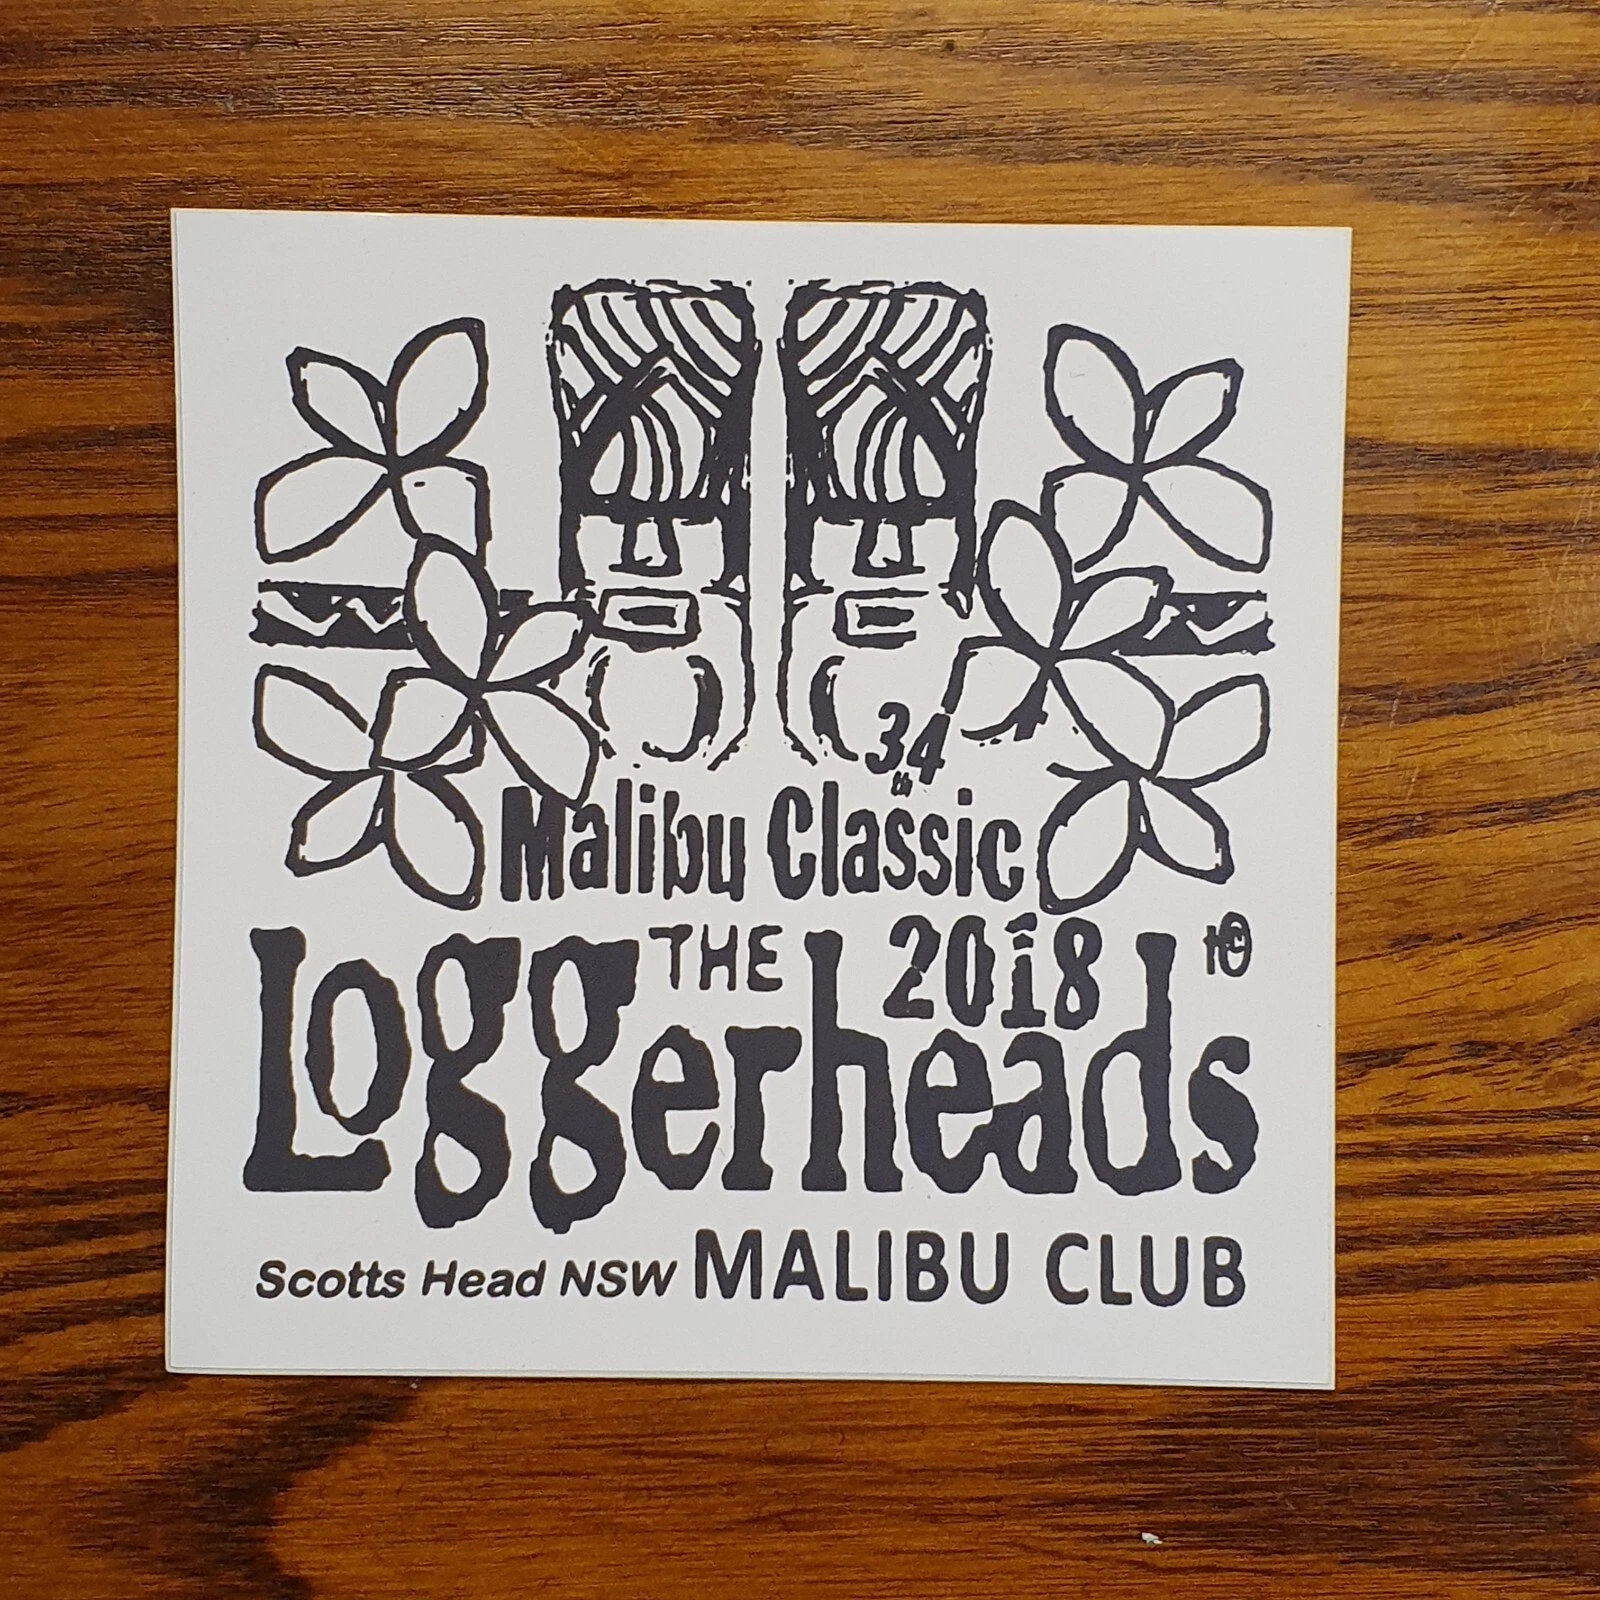 34th
Malibu Classic
THE 2018
Loggerheads
Scotts Head NSW MALIBU CLUB